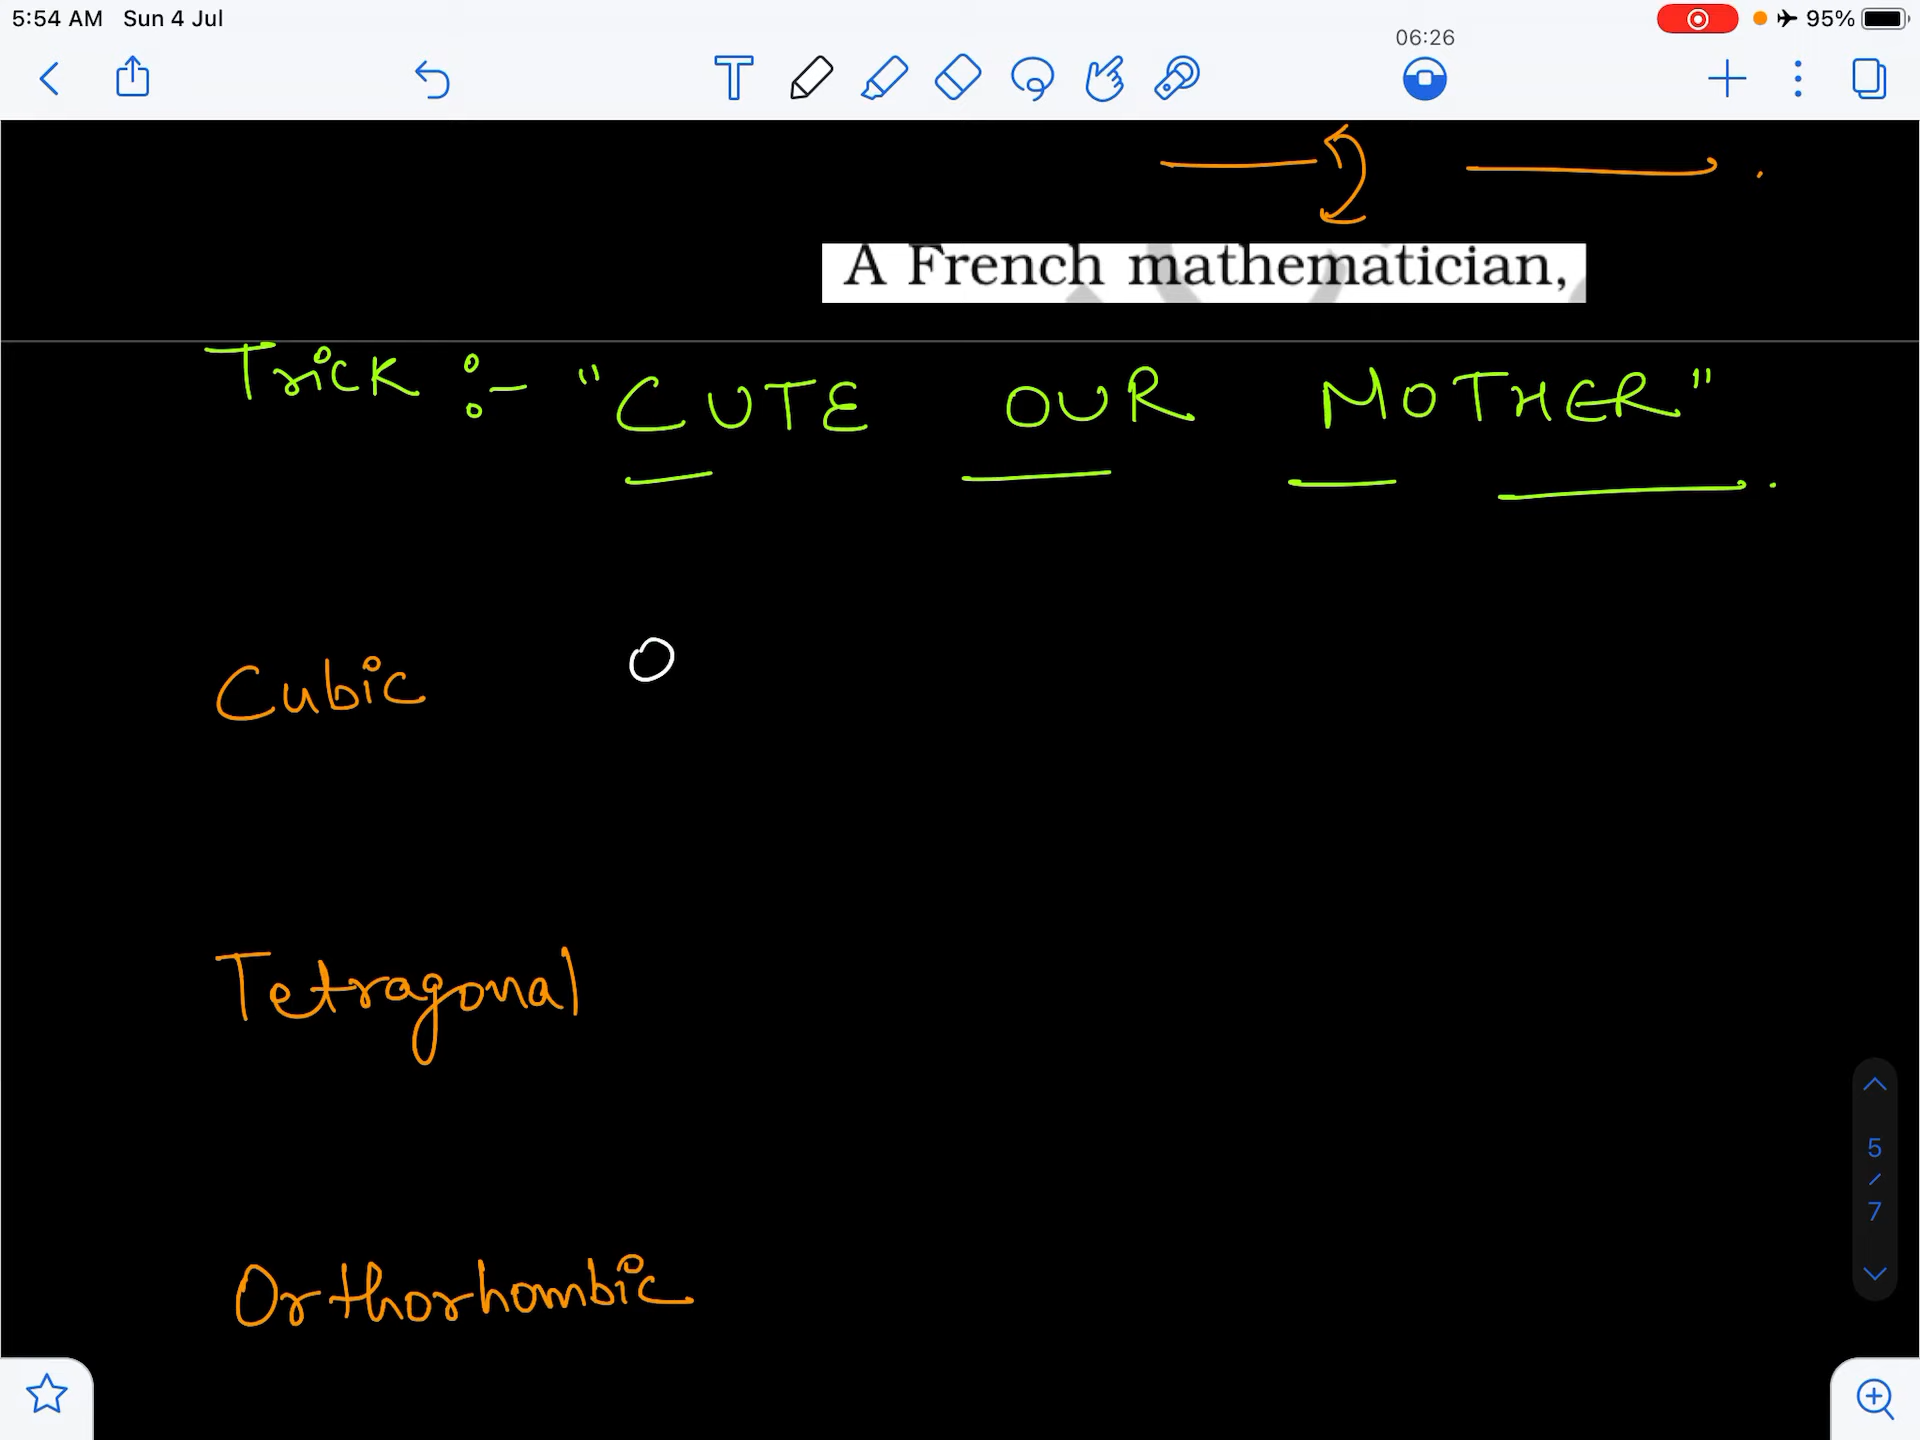 5:54 AM Sun 4 Jul
95%
06:26
T
A French mathematician,
Trick :- "CUTE OUR MOTHER"
Cubic
Tetragonal
5
/
7
Orthorhombic